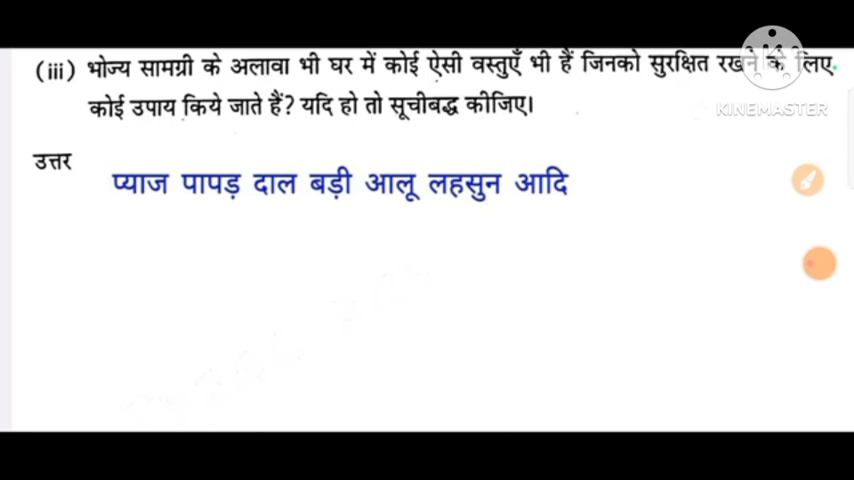 (iii) भोज्य सामग्री के अलावा भी घर में कोई ऐसी वस्तुएँ भी हैं जिनको सुरक्षित रखने के लिए
कोई उपाय किये जाते हैं? यदि हो तो सूचीबद्ध कीजिए।
KINEMASTER
उत्तर
प्याज पापड़ दाल बड़ी आलू लहसुन आदि